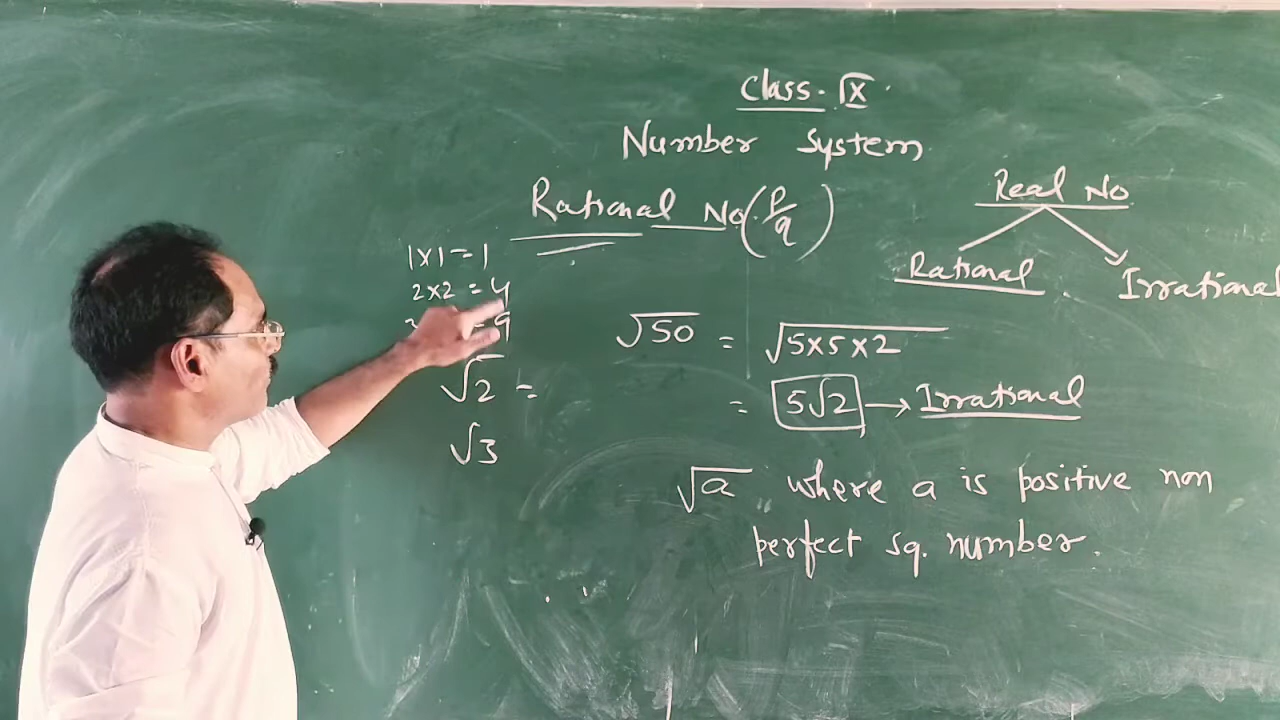 Class. IX
Number System
Rational No. (P/q)
Real No
Rational Irrational
1×1=1
2×2=4
=9
√2 =
√3
√50 = √5×5×2
= 5√2 → Irrational
√a where a is positive non
perfect sq. number.